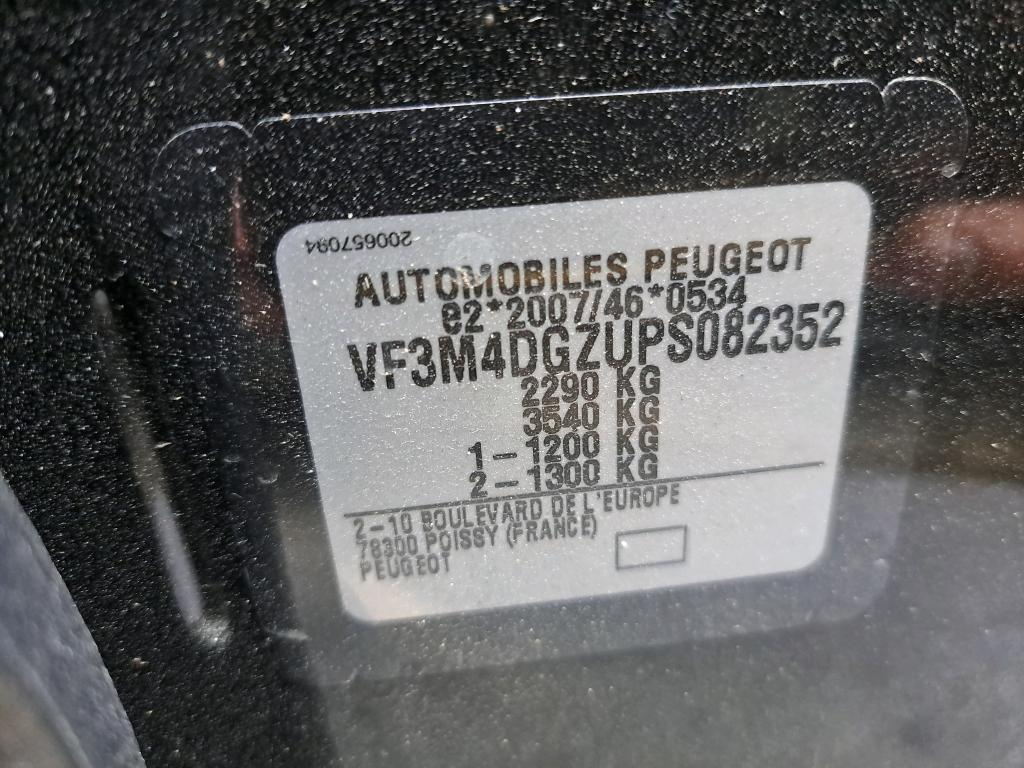 200657094
AUTOMOBILES PEUGEOT
e2*2007/46*0534
VF3M4DGZUPS082352
2290 KG
3540 KG
1-1200 KG
2-1300 KG
2-10 BOULEVARD DE L'EUROPE
78300 POISSY (FRANCE)
PEUGEOT